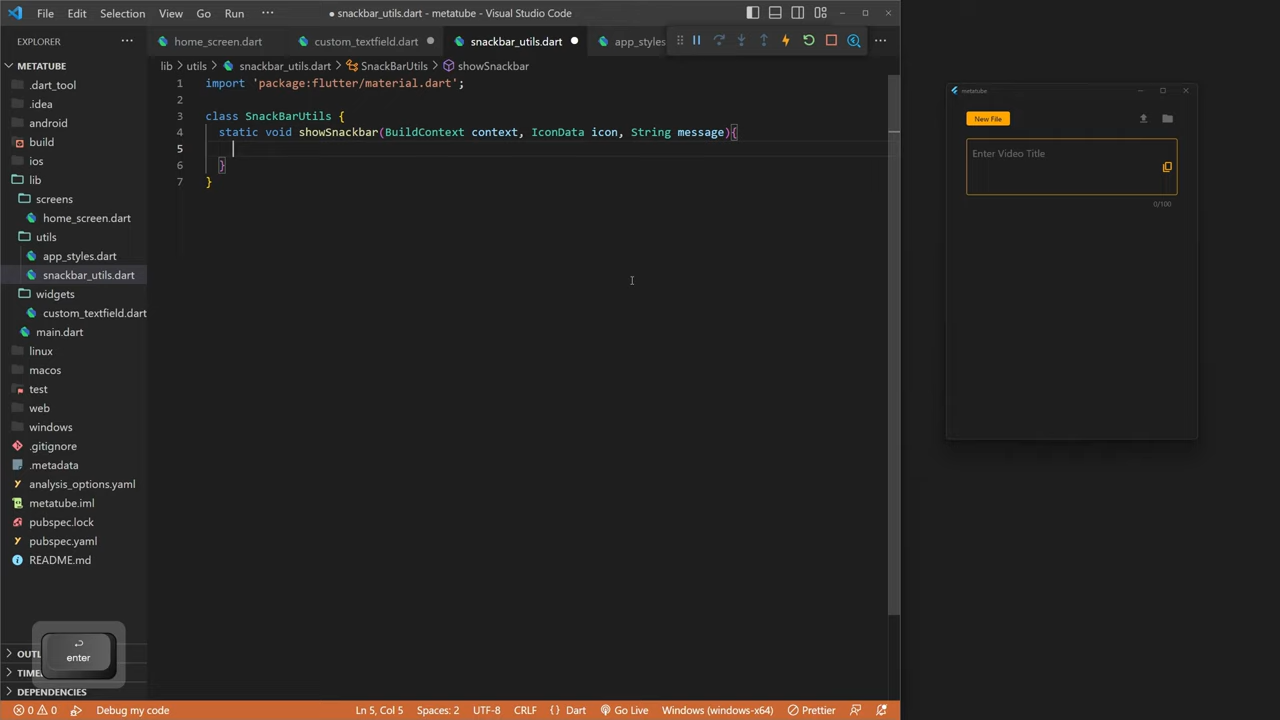 File Edit Selection View Go Run ···
● snackbar_utils.dart - metatube - Visual Studio Code
EXPLORER ···
home_screen.dart custom_textfield.dart snackbar_utils.dart app_styles
METATUBE
lib > utils > snackbar_utils.dart > SnackBarUtils > showSnackbar
.dart_tool
.idea
android
build
ios
lib
screens
home_screen.dart
utils
app_styles.dart
snackbar_utils.dart
widgets
custom_textfield.dart
main.dart
linux
macos
test
web
windows
.gitignore
.metadata
analysis_options.yaml
metatube.iml
pubspec.lock
pubspec.yaml
README.md
OUTL
TIME
DEPENDENCIES
1 import 'package:flutter/material.dart';
2
3 class SnackBarUtils {
4 static void showSnackbar(BuildContext context, IconData icon, String message){
5
6 }
7 }
enter
0 0 Debug my code Ln 5, Col 5 Spaces: 2 UTF-8 CRLF {} Dart Go Live Windows (windows-x64) Prettier
metatube
New File
Enter Video Title
0/100